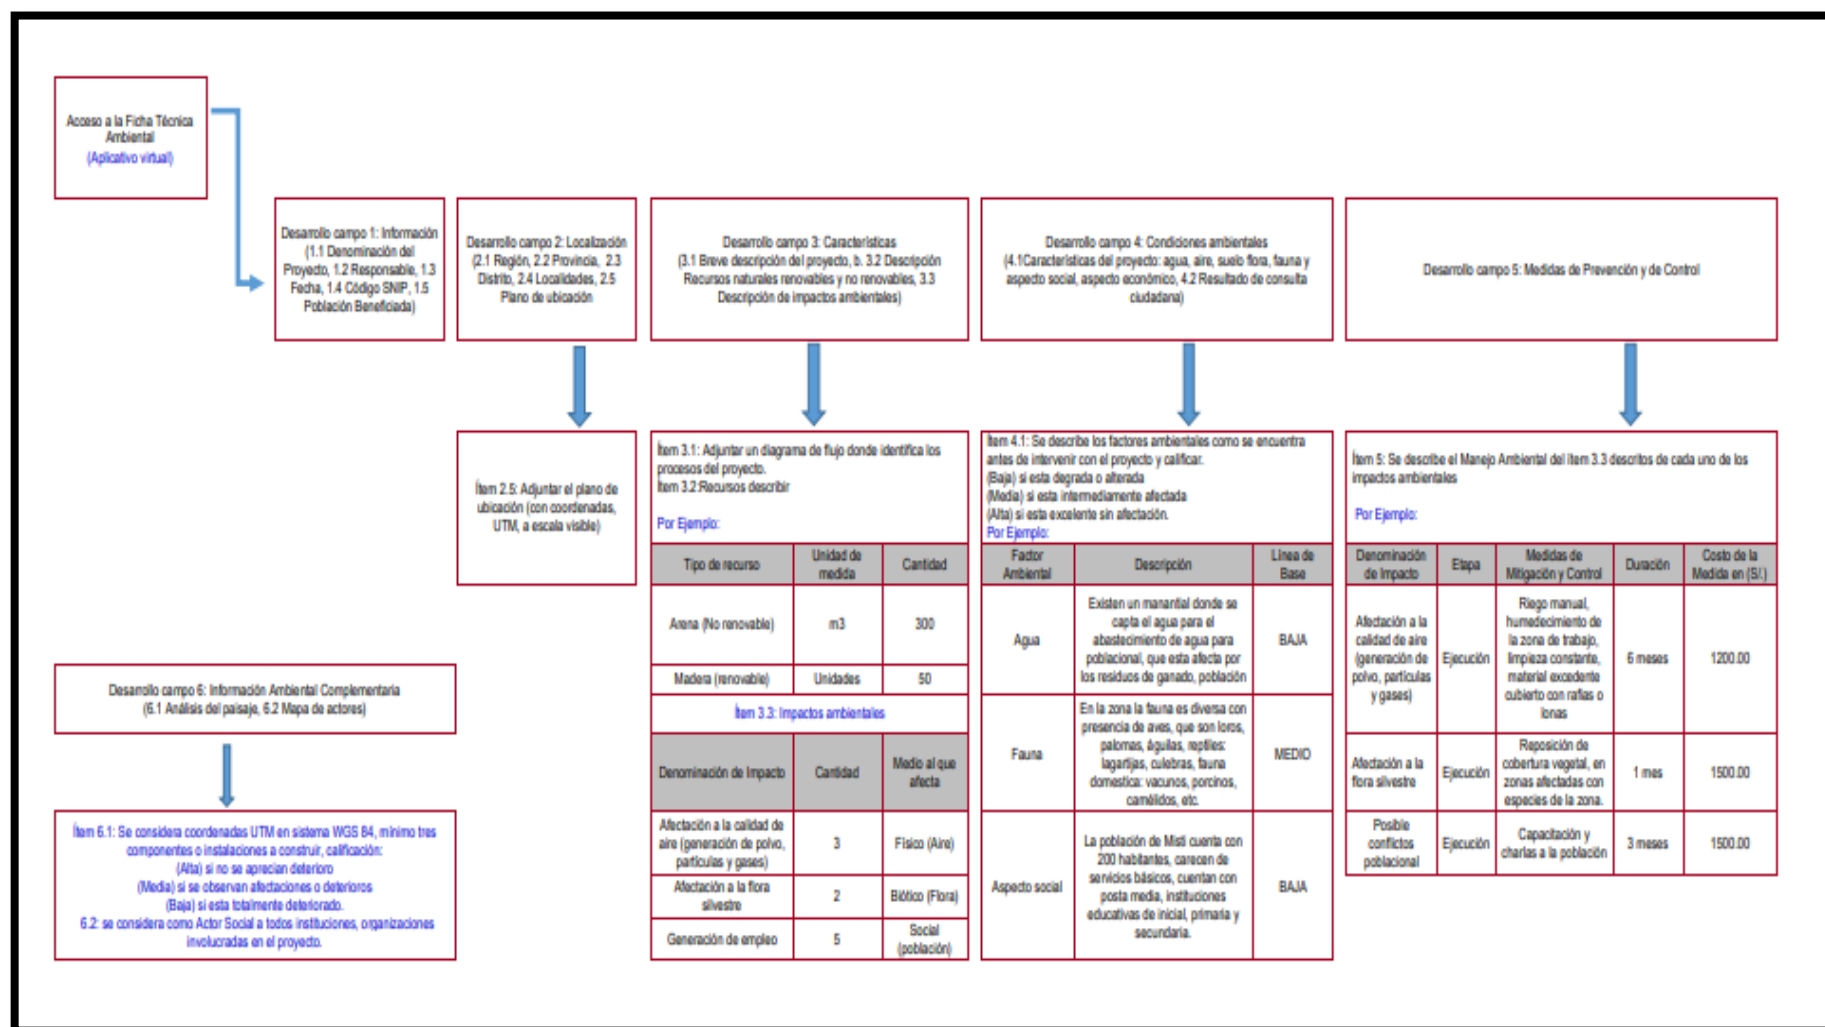 Acceso a la Ficha Técnica
Ambiental
(Aplicativo virtual)
Desarrollo campo 1: Información
(1.1 Denominación del
Proyecto, 1.2 Responsable, 1.3
Fecha, 1.4 Código SNIP, 1.5
Población Beneficiada)
Desarrollo campo 2: Localización
(2.1 Región, 2.2 Provincia, 2.3
Distrito, 2.4 Localidades, 2.5
Plano de ubicación
Desarrollo campo 3: Características
(3.1 Breve descripción del proyecto, b. 3.2 Descripción
Recursos naturales renovables y no renovables, 3.3
Descripción de impactos ambientales)
Desarrollo campo 4: Condiciones ambientales
(4.1Características del proyecto: agua, aire, suelo flora, fauna y
aspecto social, aspecto económico, 4.2 Resultado de consulta
ciudadana)
Desarrollo campo 5: Medidas de Prevención y de Control
Ítem 2.5: Adjuntar el plano de
ubicación (con coordenadas,
UTM, a escala visible)
Ítem 3.1: Adjuntar un diagrama de flujo donde identifica los
procesos del proyecto.
Ítem 3.2:Recursos describir
Por Ejemplo:
Tipo de recurso
Unidad de
medida
Cantidad
Arena (No renovable)
m3
300
Madera (renovable)
Unidades
50
Ítem 3.3: Impactos ambientales
Denominación de Impacto
Cantidad
Medio al que
afecta
Afectación a la calidad de
aire (generación de polvo,
partículas y gases)
3
Físico (Aire)
Afectación a la flora
silvestre
2
Biótico (Flora)
Generación de empleo
5
Social
(población)
Ítem 4.1: Se describe los factores ambientales como se encuentra
antes de intervenir con el proyecto y calificar.
(Baja) si esta degrada o alterada
(Media) si esta intermediamente afectada
(Alta) si esta excelente sin afectación.
Por Ejemplo:
Factor
Ambiental
Descripción
Línea de
Base
Agua
Existen un manantial donde se
capta el agua para el
abastecimiento de agua para
poblacional, que esta afecta por
los residuos de ganado, población
BAJA
Fauna
En la zona la fauna es diversa con
presencia de aves, que son loros,
palomas, águilas, reptiles:
lagartijas, culebras, fauna
domestica: vacunos, porcinos,
camélidos, etc.
MEDIO
Aspecto social
La población de Misti cuenta con
200 habitantes, carecen de
servicios básicos, cuentan con
posta media, instituciones
educativas de inicial, primaria y
secundaria.
BAJA
Ítem 5: Se describe el Manejo Ambiental del ítem 3.3 descritos de cada uno de los
impactos ambientales
Por Ejemplo:
Denominación
de Impacto
Etapa
Medidas de
Mitigación y Control
Duración
Costo de la
Medida en (S/.)
Afectación a la
calidad de aire
(generación de
polvo, partículas
y gases)
Ejecución
Riego manual,
humedecimiento de
la zona de trabajo,
limpieza constante,
material excedente
cubierto con rafias o
lonas
6 meses
1200.00
Afectación a la
flora silvestre
Ejecución
Reposición de
cobertura vegetal, en
zonas afectadas con
especies de la zona.
1 mes
1500.00
Posible
conflictos
poblacional
Ejecución
Capacitación y
charlas a la población
3 meses
1500.00
Desarrollo campo 6: Información Ambiental Complementaria
(6.1 Análisis del paisaje, 6.2 Mapa de actores)
Ítem 6.1: Se considera coordenadas UTM en sistema WGS 84, mínimo tres
componentes o instalaciones a construir, calificación:
(Alta) si no se aprecian deterioro
(Media) si se observan afectaciones o deterioros
(Baja) si esta totalmente deteriorado.
6.2: se considera como Actor Social a todos instituciones, organizaciones
involucradas en el proyecto.